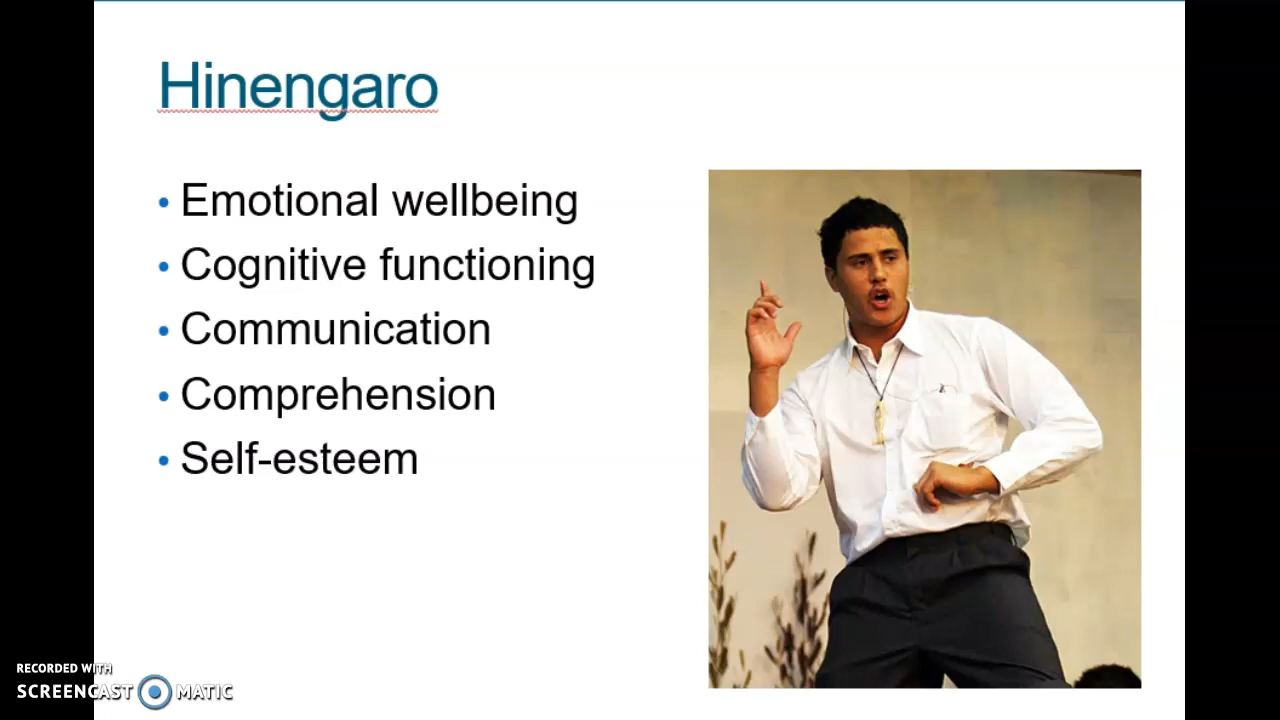 Hinengaro
• Emotional wellbeing
• Cognitive functioning
• Communication
• Comprehension
• Self-esteem
RECORDED WITH
SCREENCAST MATIC